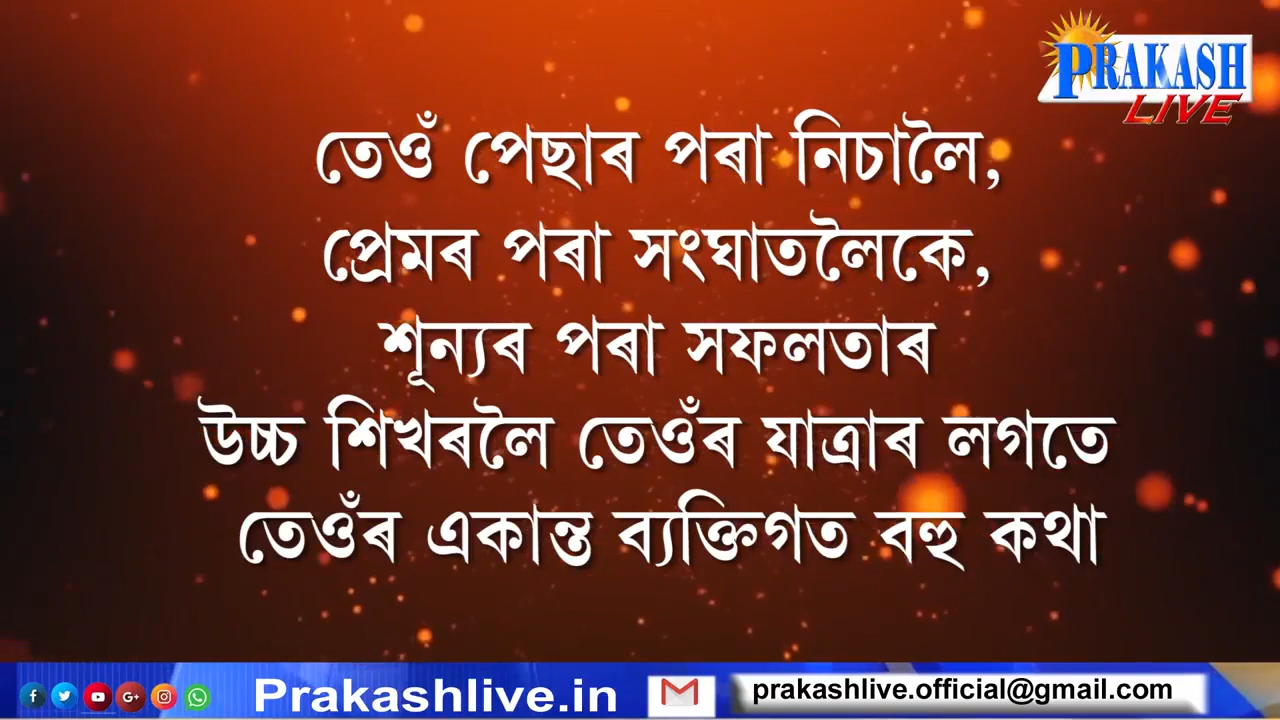 PRAKASH
LIVE
তেওঁ পেছাৰ পৰা নিচালৈ,
প্ৰেমৰ পৰা সংঘাতলৈকে,
শূন্যৰ পৰা সফলতাৰ
উচ্চ শিখৰলৈ তেওঁৰ যাত্ৰাৰ লগতে
তেওঁৰ একান্ত ব্যক্তিগত বহু কথা
Prakashlive.in
prakashlive.official@gmail.com